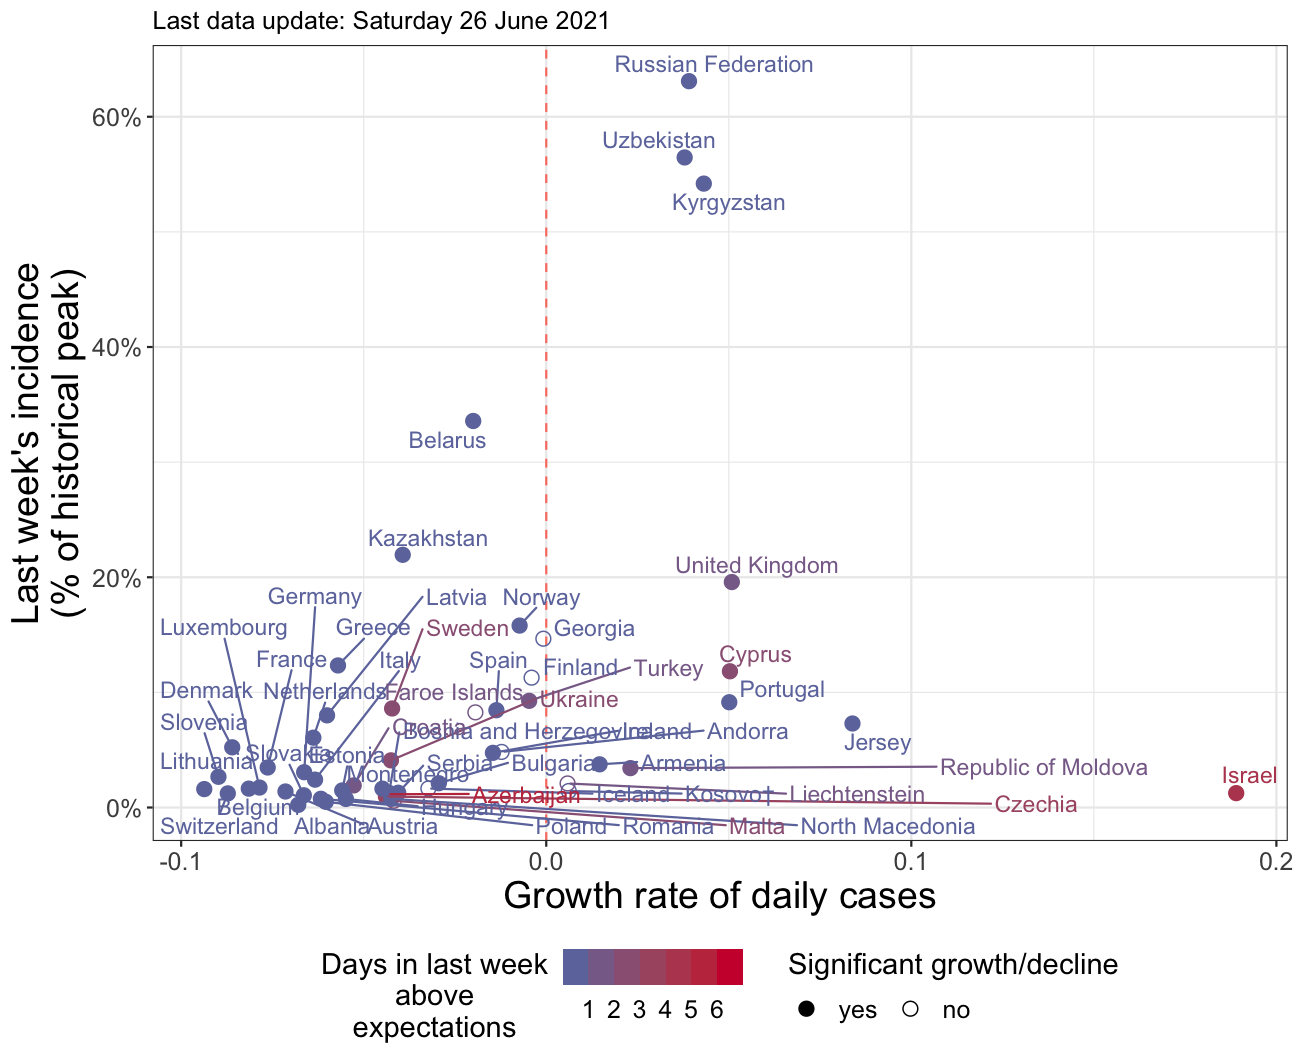 Last data update: Saturday 26 June 2021
Last week's incidence
(% of historical peak)
60%
40%
20%
0%
Russian Federation
Uzbekistan
Kyrgyzstan
Belarus
Kazakhstan
United Kingdom
Germany
Latvia
Norway
Luxembourg
Greece
Sweden
Georgia
France
Italy
Spain
Finland
Turkey
Cyprus
Denmark
Netherlands
Faroe Islands
Ukraine
Portugal
Slovenia
Croatia
Bosnia and Herzegovina
Ireland
Andorra
Jersey
Lithuania
Slovakia
Estonia
Serbia
Bulgaria
Armenia
Republic of Moldova
Montenegro
Israel
Azerbaijan
Iceland
Kosovo
Liechtenstein
Belgium
Hungary
Czechia
Switzerland
Albania
Austria
Poland
Romania
Malta
North Macedonia
-0.1
0.0
0.1
0.2
Growth rate of daily cases
Days in last week
above
expectations
1 2 3 4 5 6
Significant growth/decline
yes
no